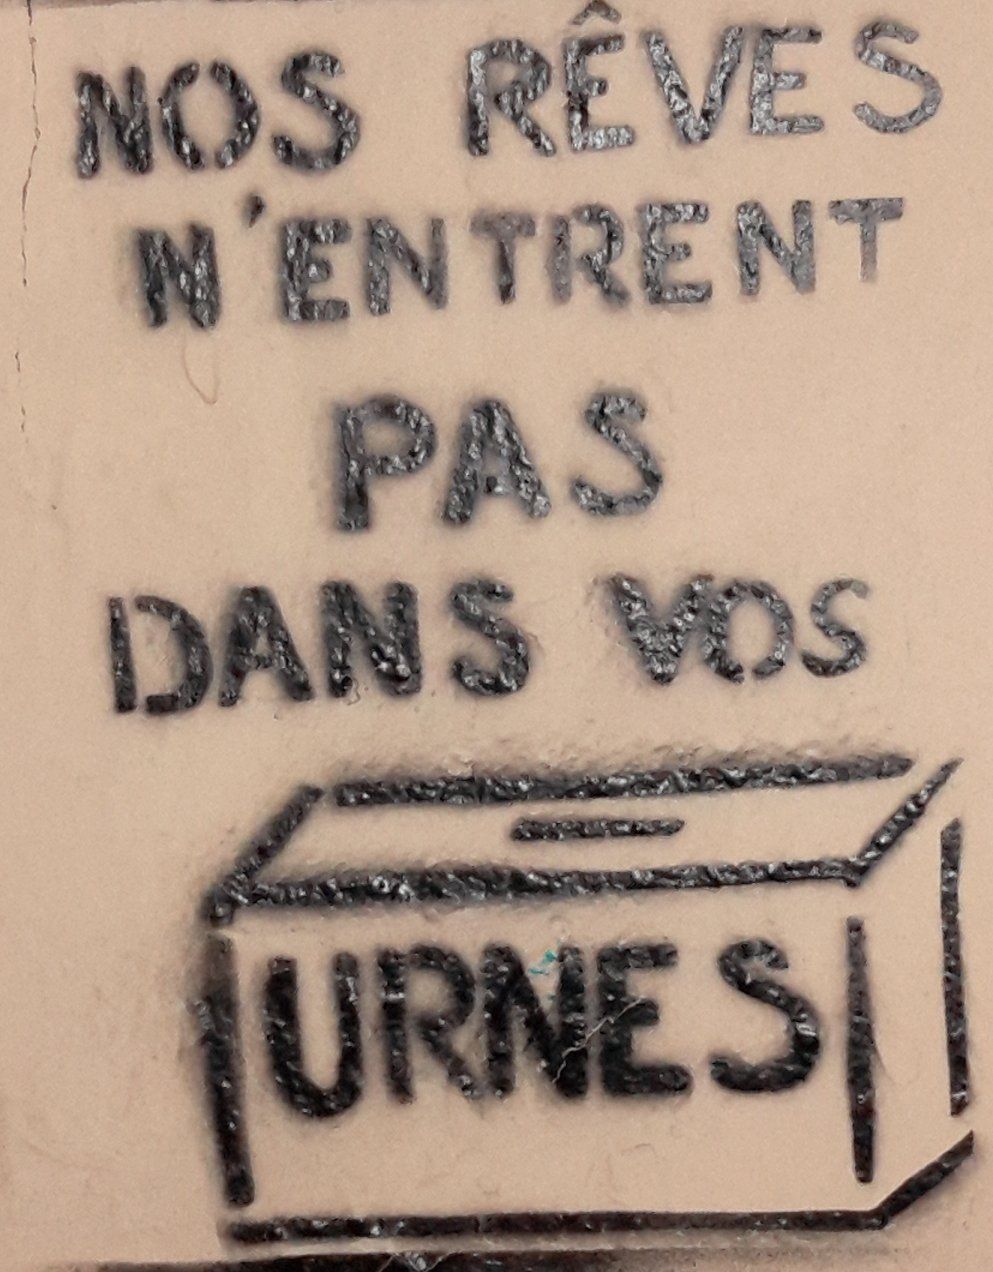 NOS RÊVES
N'ENTRENT
PAS
DANS VOS
URNES